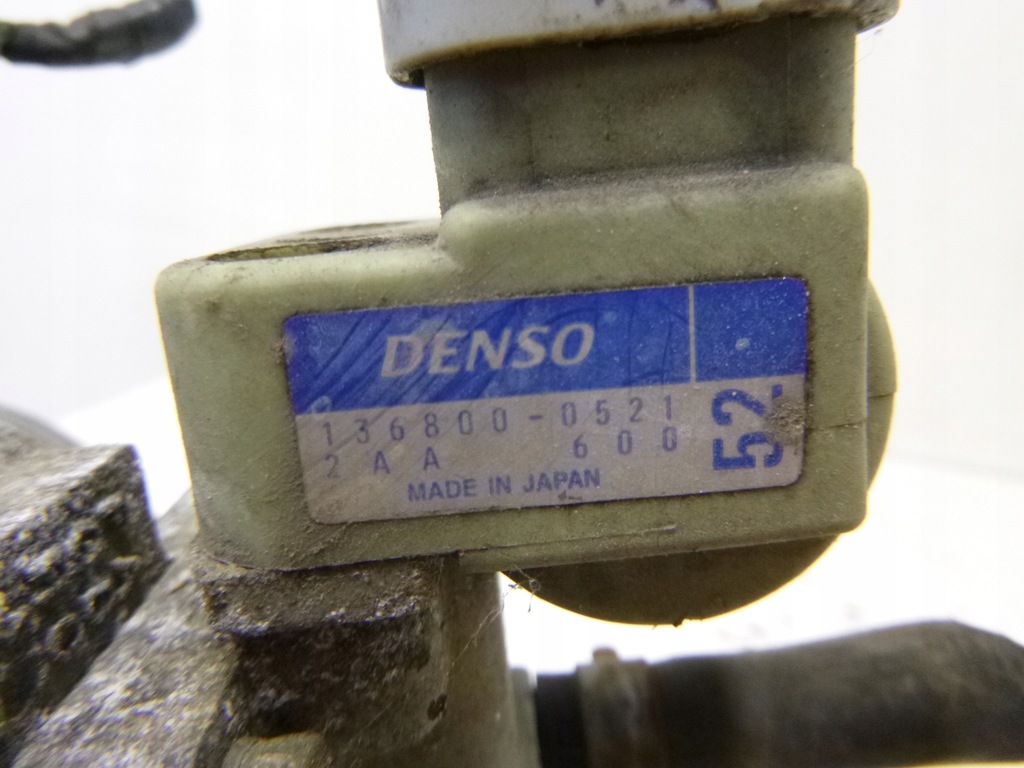 DENSO
136800-0521
2AA 600
MADE IN JAPAN
52